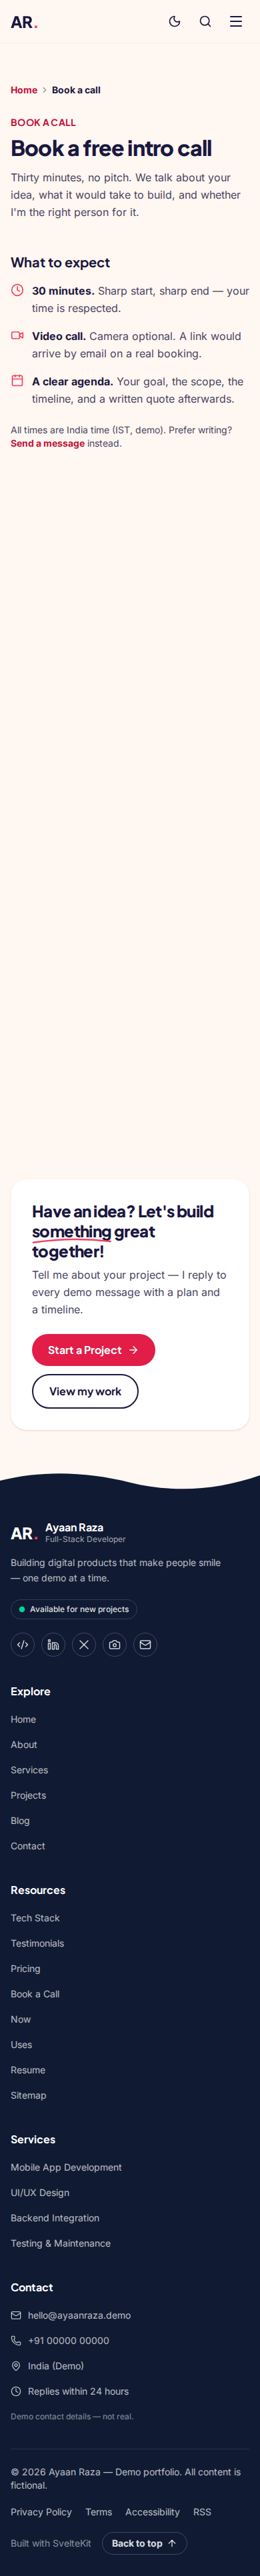 AR.
Home > Book a call
BOOK A CALL
Book a free intro call
Thirty minutes, no pitch. We talk about your
idea, what it would take to build, and whether
I'm the right person for it.
What to expect
30 minutes. Sharp start, sharp end — your
time is respected.
Video call. Camera optional. A link would
arrive by email on a real booking.
A clear agenda. Your goal, the scope, the
timeline, and a written quote afterwards.
All times are India time (IST, demo). Prefer writing?
Send a message instead.
Have an idea? Let's build
something great
together!
Tell me about your project — I reply to
every demo message with a plan and
a timeline.
Start a Project
View my work
AR.
Ayaan Raza
Full-Stack Developer
Building digital products that make people smile
— one demo at a time.
Available for new projects
Explore
Home
About
Services
Projects
Blog
Contact
Resources
Tech Stack
Testimonials
Pricing
Book a Call
Now
Uses
Resume
Sitemap
Services
Mobile App Development
UI/UX Design
Backend Integration
Testing & Maintenance
Contact
hello@ayaanraza.demo
+91 00000 00000
India (Demo)
Replies within 24 hours
Demo contact details — not real.
© 2026 Ayaan Raza — Demo portfolio. All content is
fictional.
Privacy Policy Terms Accessibility RSS
Built with SvelteKit Back to top